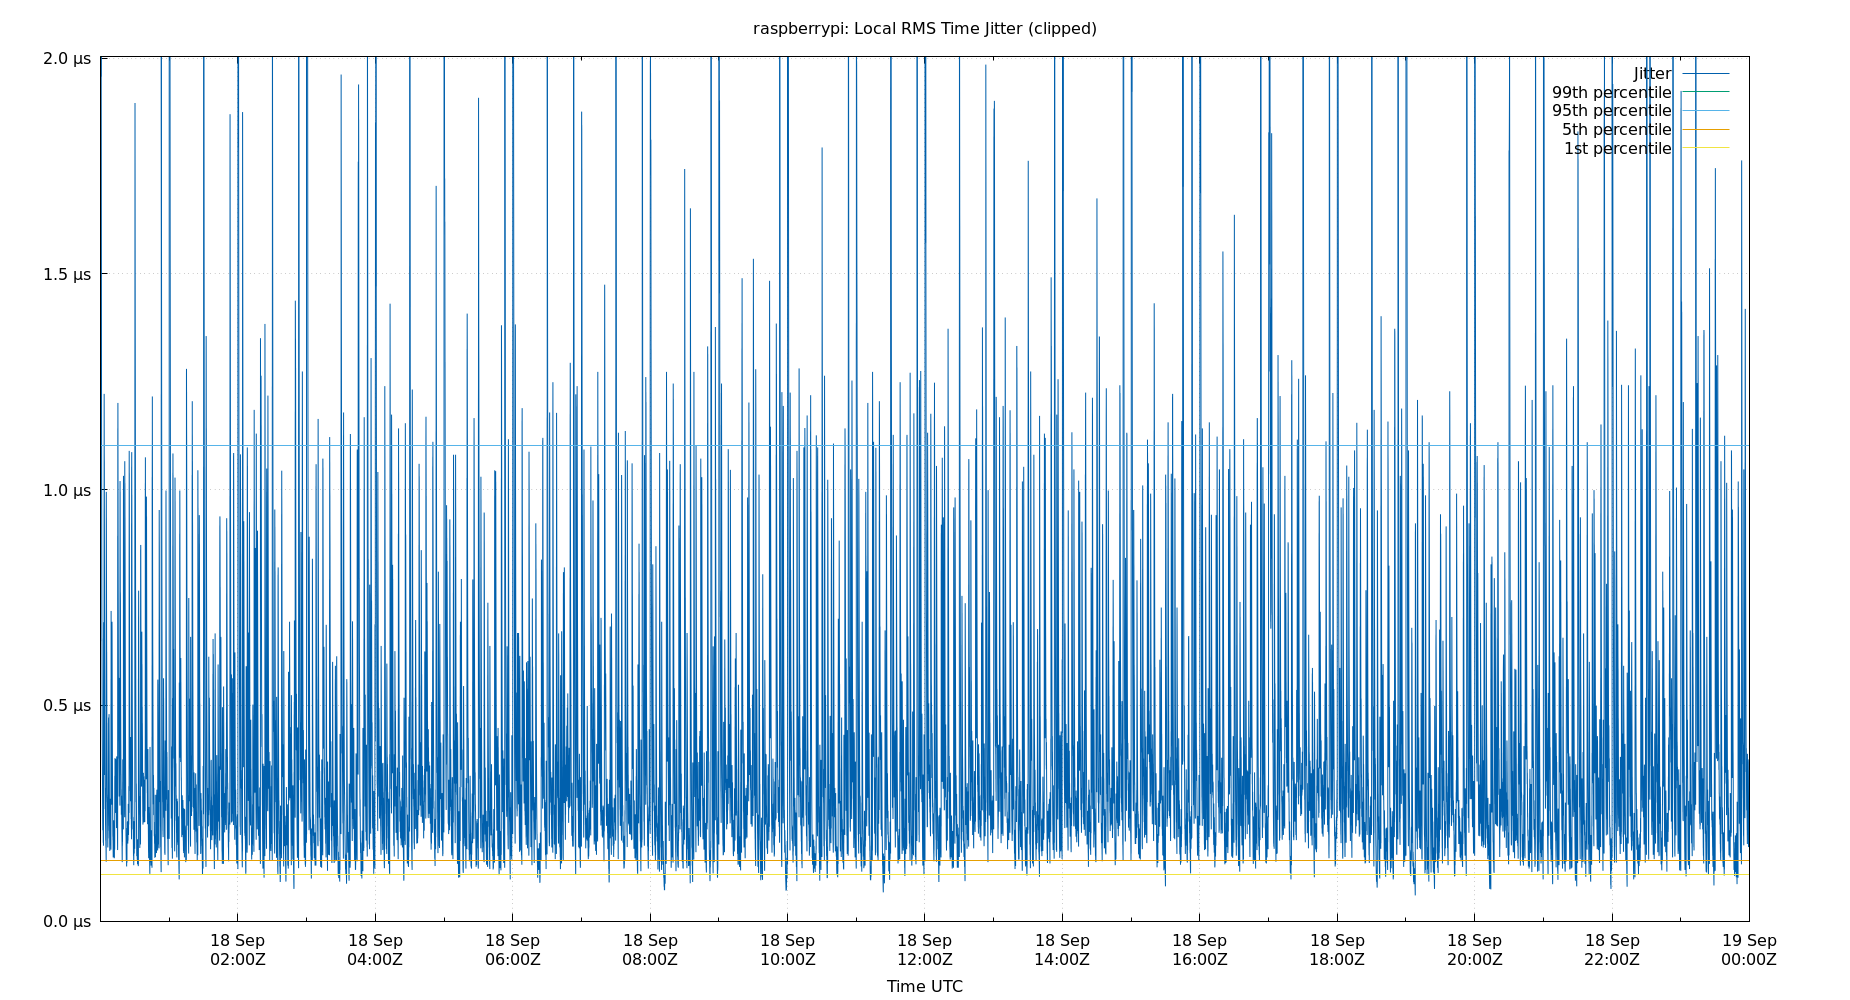 raspberrypi: Local RMS Time Jitter (clipped)
2.0 μs
1.5 μs
1.0 μs
0.5 μs
0.0 μs
Jitter
99th percentile
95th percentile
5th percentile
1st percentile
18 Sep 18 Sep 18 Sep 18 Sep 18 Sep 18 Sep 18 Sep 18 Sep 18 Sep 18 Sep 18 Sep 19 Sep
02:00Z 04:00Z 06:00Z 08:00Z 10:00Z 12:00Z 14:00Z 16:00Z 18:00Z 20:00Z 22:00Z 00:00Z
Time UTC